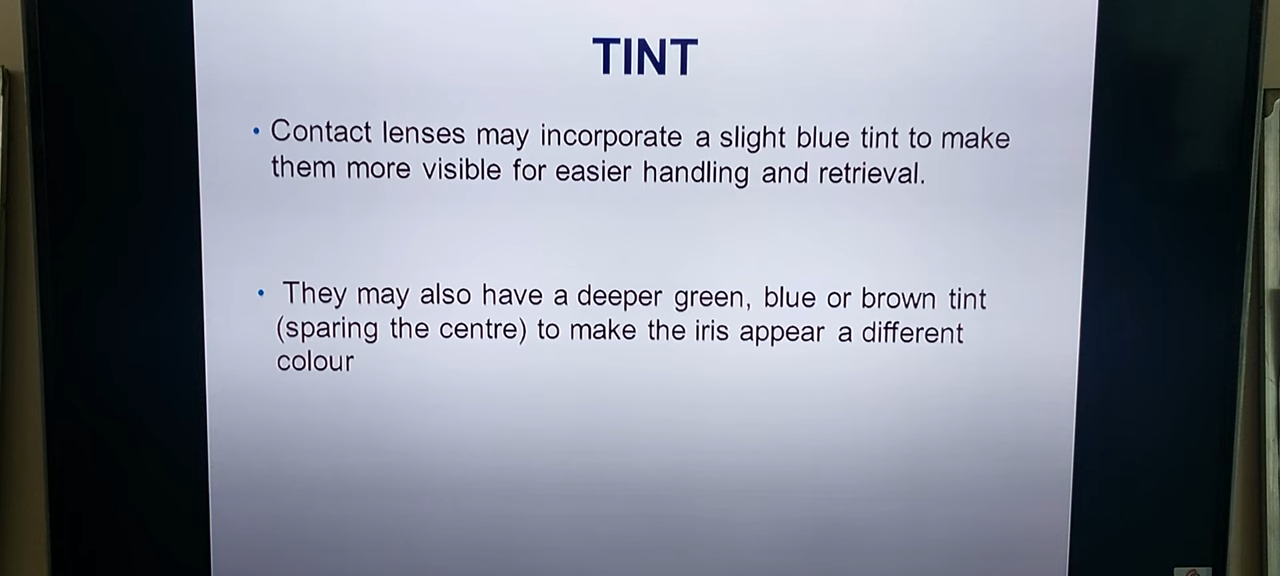 TINT
• Contact lenses may incorporate a slight blue tint to make
them more visible for easier handling and retrieval.
• They may also have a deeper green, blue or brown tint
(sparing the centre) to make the iris appear a different
colour